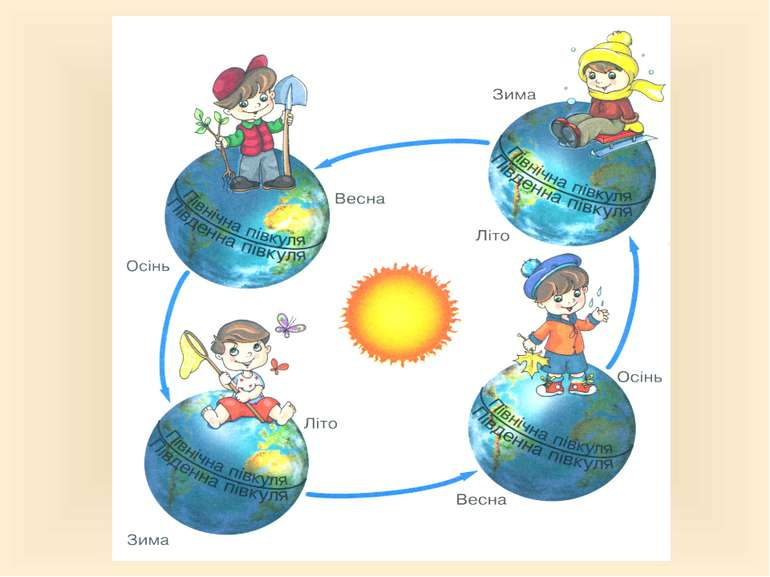 Зима
Північна півкуля
Південна півкуля
Літо
Весна
Північна півкуля
Південна півкуля
Осінь
Літо
Північна півкуля
Південна півкуля
Зима
Осінь
Північна півкуля
Південна півкуля
Весна